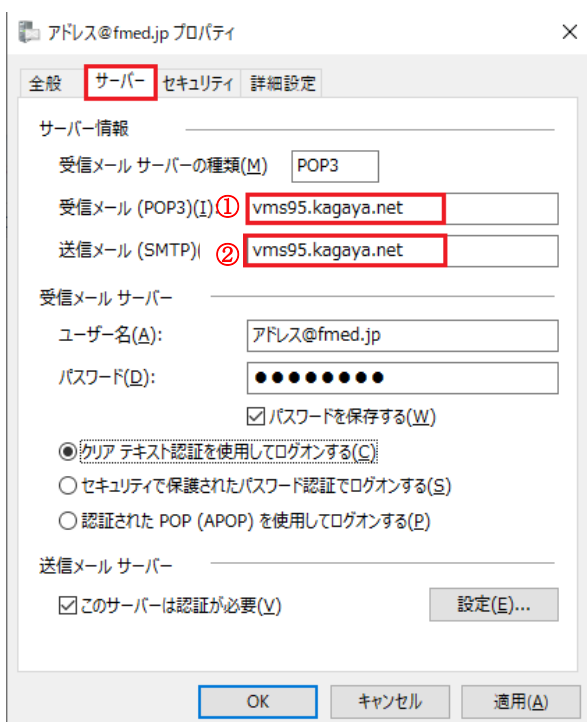 アドレス@fmed.jp プロパティ
全般 サーバー セキュリティ 詳細設定
サーバー情報
受信メール サーバーの種類(M) POP3
受信メール (POP3)(I): ① vms95.kagaya.net
送信メール (SMTP)( ② vms95.kagaya.net
受信メール サーバー
ユーザー名(A): アドレス@fmed.jp
パスワード(D): ●●●●●●●●
パスワードを保存する(W)
クリア テキスト認証を使用してログオンする(C)
セキュリティで保護されたパスワード認証でログオンする(S)
認証された POP (APOP) を使用してログオンする(P)
送信メール サーバー
このサーバーは認証が必要(V) 設定(E)...
OK キャンセル 適用(A)